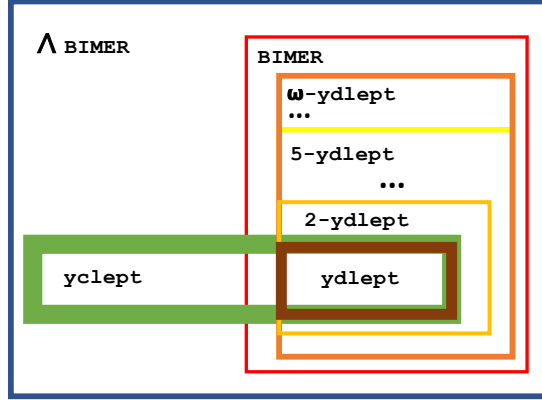 Λ BIMER
BIMER
ω-ydlept
...
5-ydlept
...
2-ydlept
yclept
ydlept